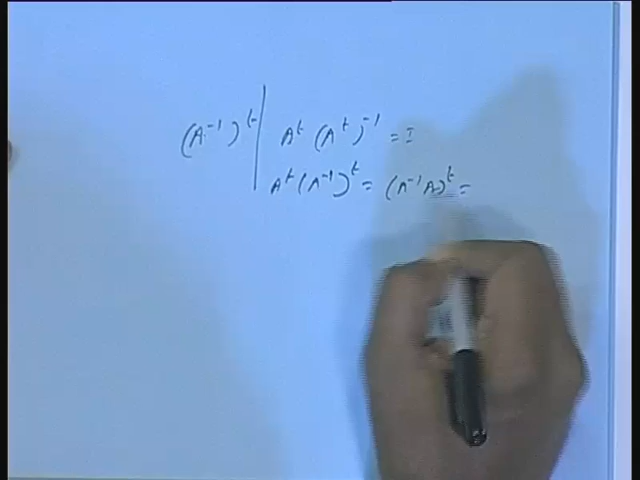 (A⁻¹)ᵗ | Aᵗ (Aᵗ)⁻¹ = I
Aᵗ (A⁻¹)ᵗ = (A⁻¹A)ᵗ =